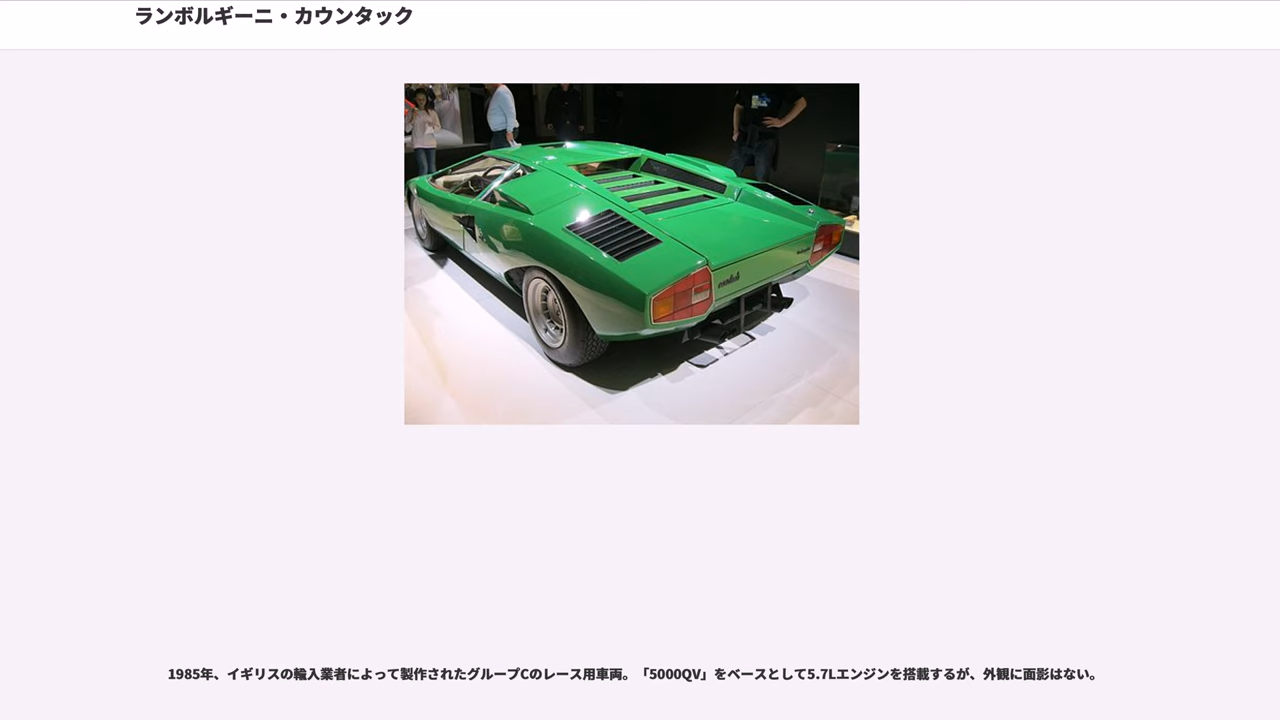 ランボルギーニ・カウンタック
1985年、イギリスの輸入業者によって製作されたグループCのレース用車両。「5000QV」をベースとして5.7Lエンジンを搭載するが、外観に面影はない。